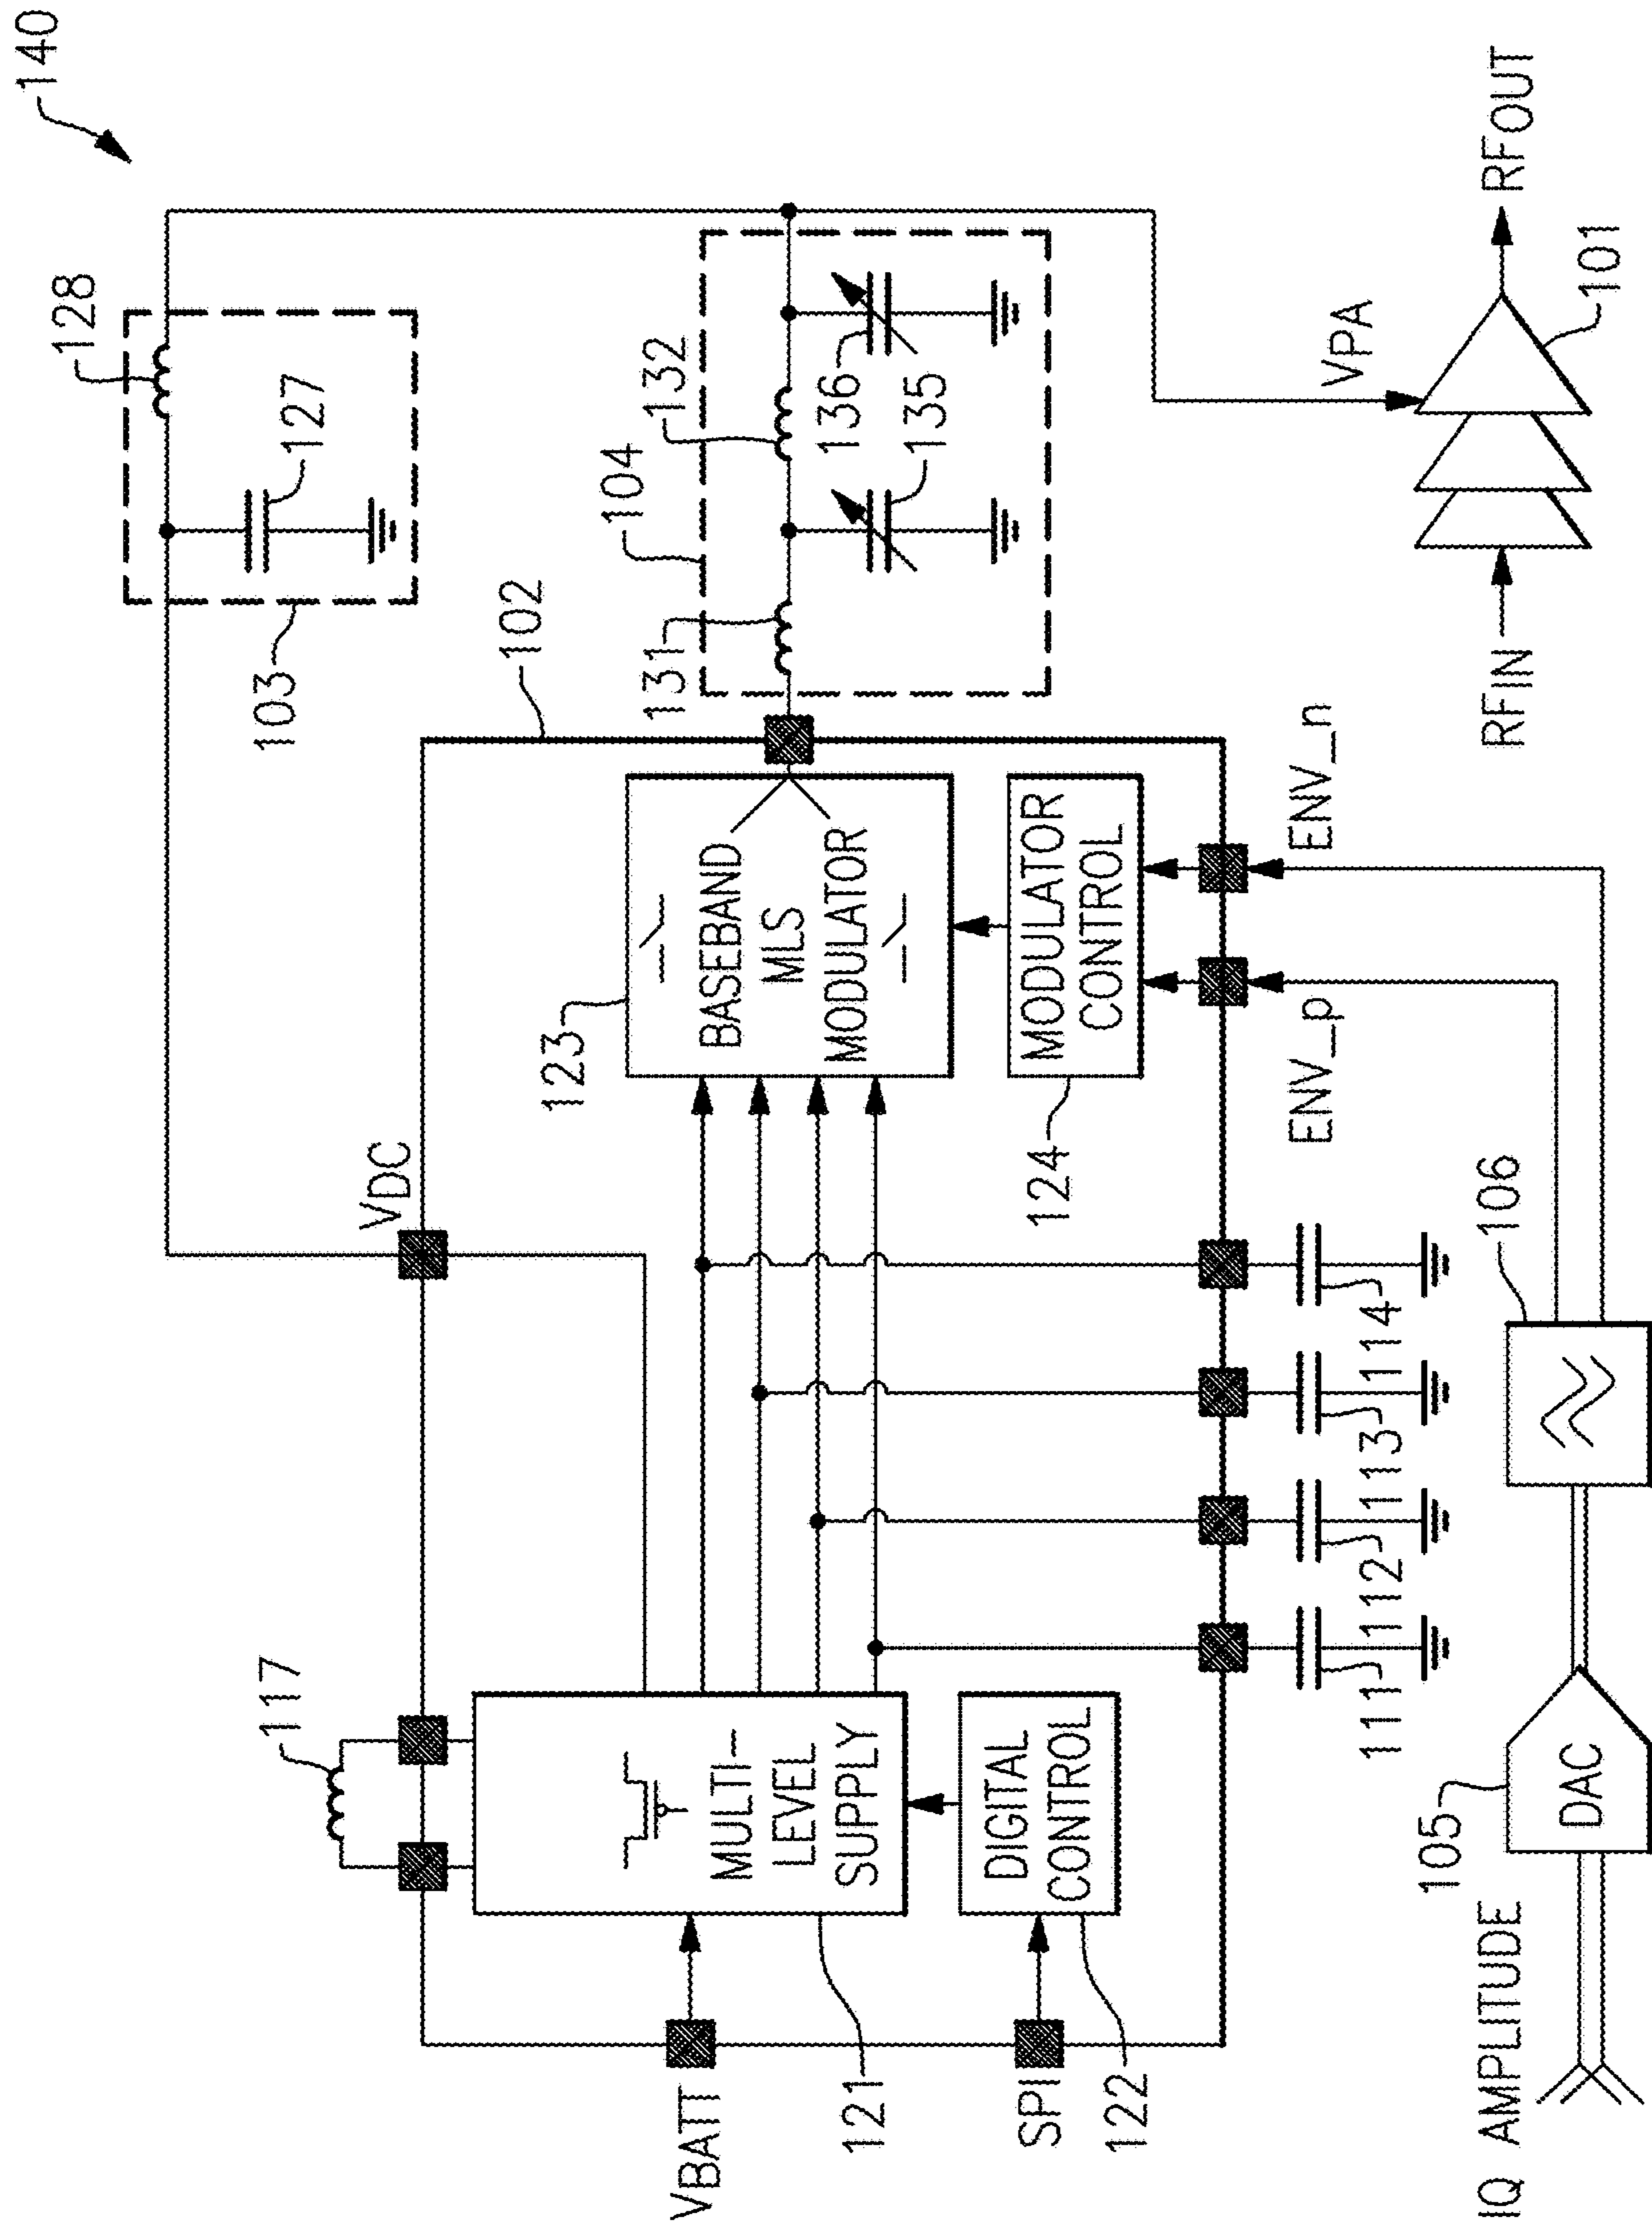 140
128
127
103
117
VDC
102
104
131
132
136
135
VBATT
121
MULTI-
LEVEL
SUPPLY
123
BASEBAND
MLS
MODULATOR
SPI
122
DIGITAL
CONTROL
124
MODULATOR
CONTROL
111
112
113
114
ENV_p
ENV_n
VPA
IQ AMPLITUDE
105
DAC
106
RFIN
RFOUT
101